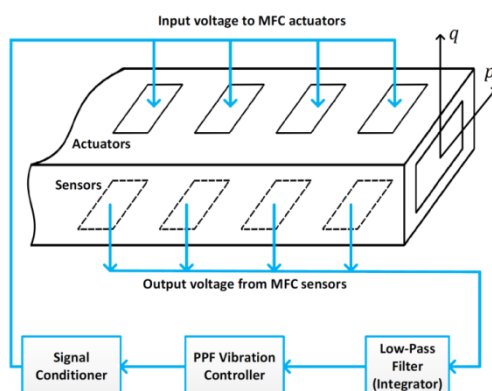 Input voltage to MFC actuators
q
p
Actuators
Sensors
Output voltage from MFC sensors
Signal
Conditioner
PPF Vibration
Controller
Low-Pass
Filter
(Integrator)